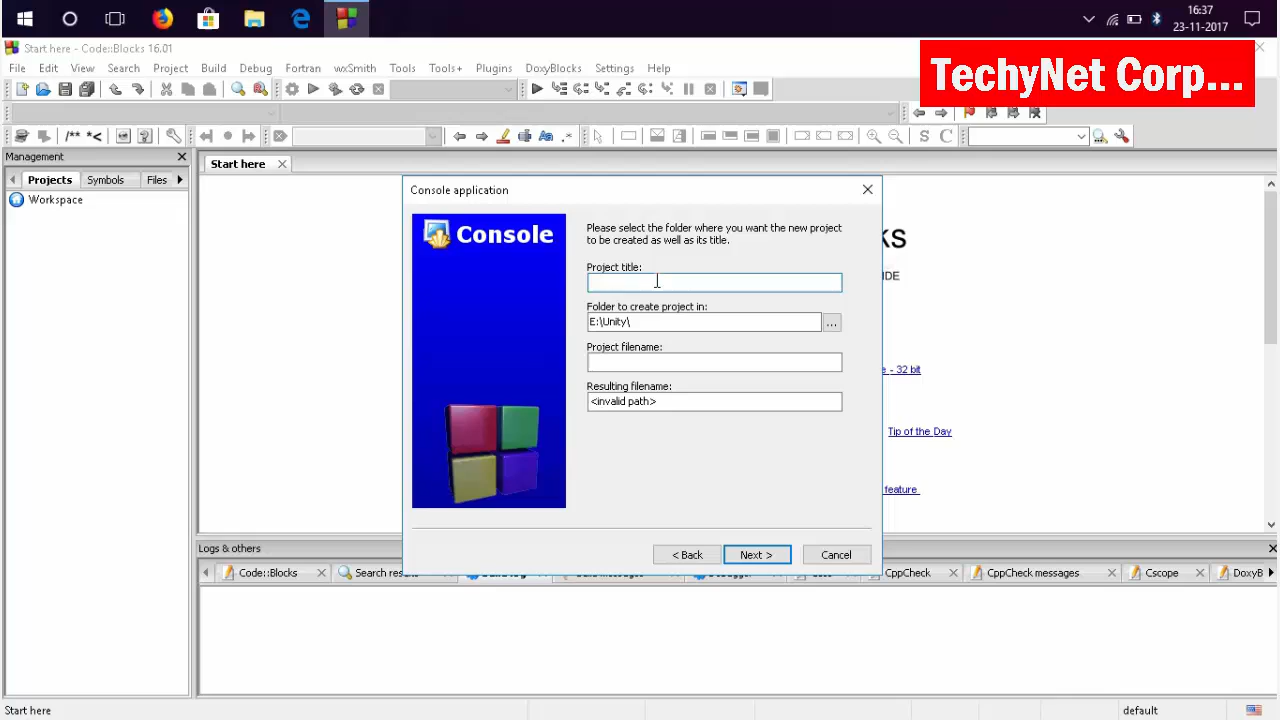 16:37
23-11-2017
Start here - Code::Blocks 16.01
TechyNet Corp...
File Edit View Search Project Build Debug Fortran wxSmith Tools Tools+ Plugins DoxyBlocks Settings Help
/** *<
Aa .*
S C
Management
Start here
Projects Symbols Files
Workspace
Console application
Console
Please select the folder where you want the new project
to be created as well as its title.
Project title:
Folder to create project in:
E:\Unity\
...
Project filename:
Resulting filename:
<invalid path>
< Back Next > Cancel
ks
IDE
- 32 bit
Tip of the Day
feature
Logs & others
Code::Blocks Search results CppCheck CppCheck messages Cscope DoxyB
Start here
default